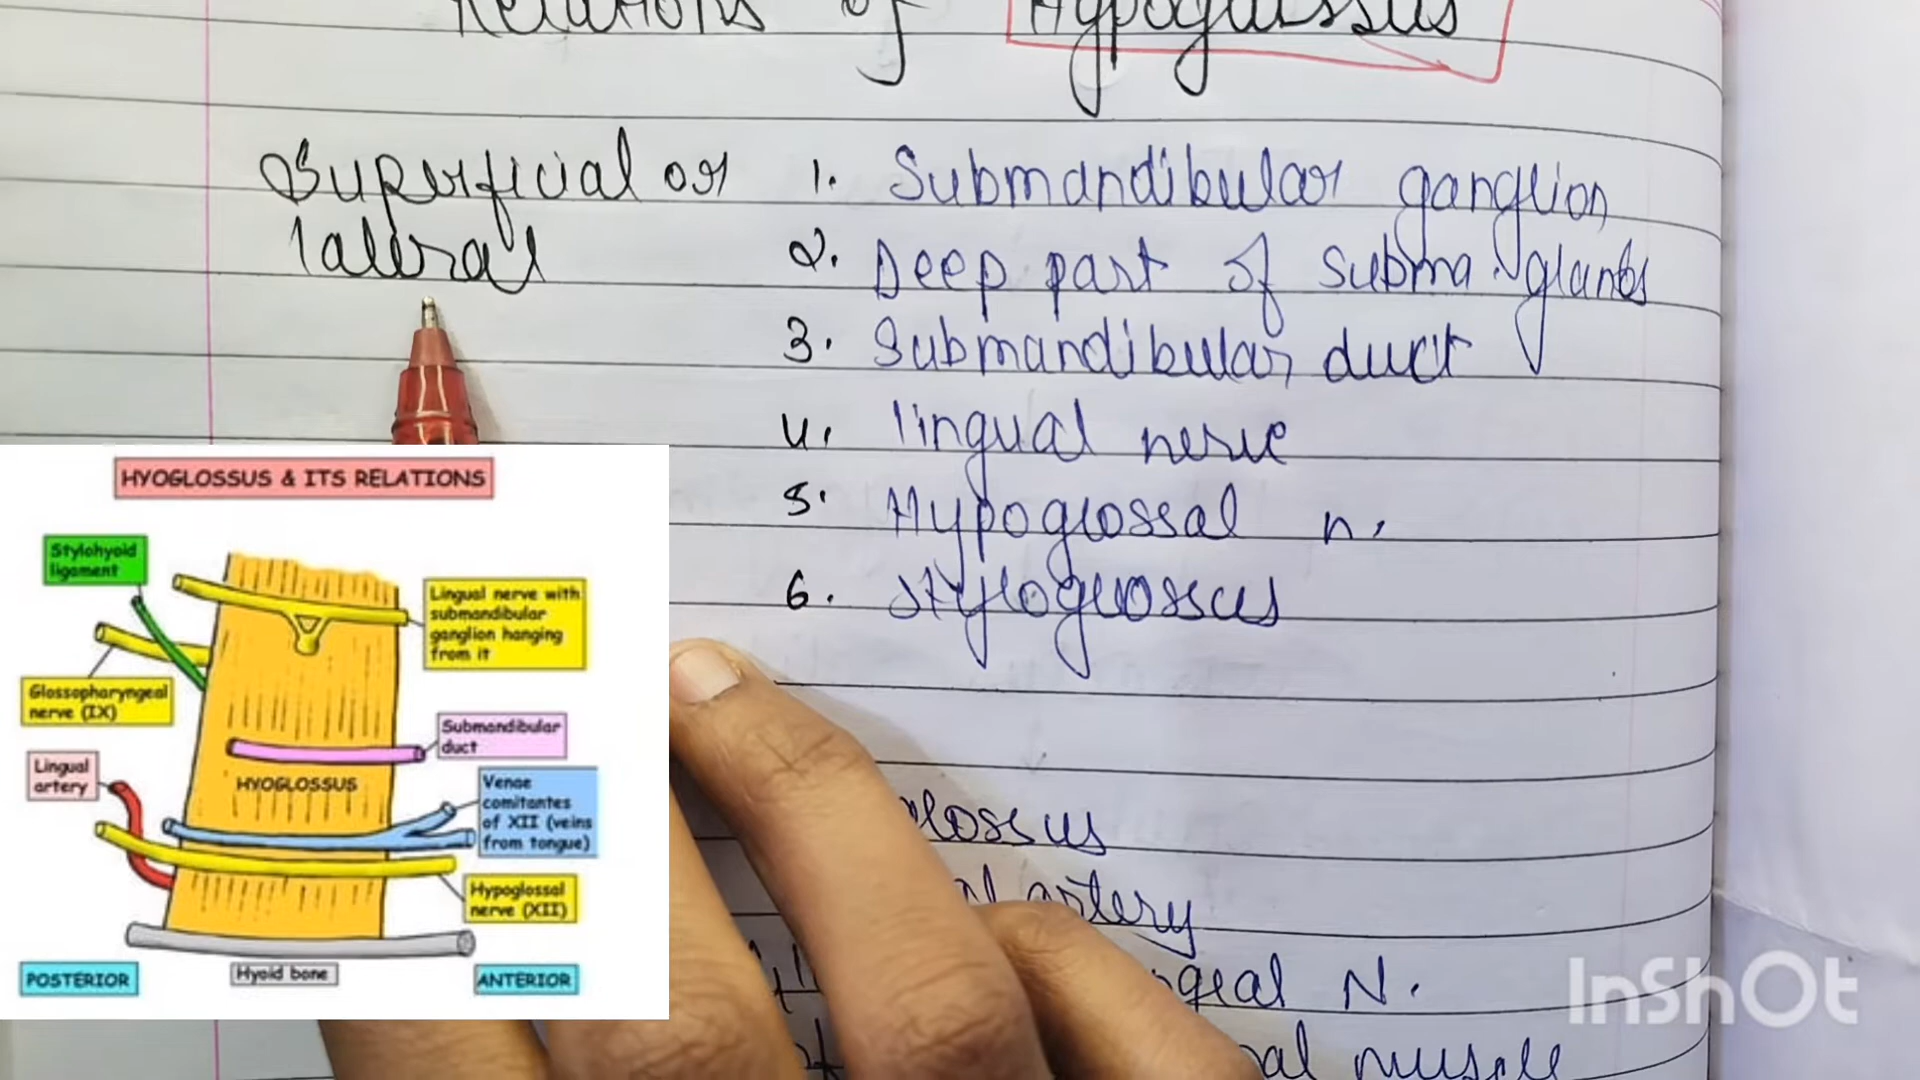 Relations of Hypoglossus
Superficial or
lateral
1. Submandibular ganglion
2. Deep part of subma. glands
3. Submandibular duct
4. lingual nerve
5. Hypoglossal n.
6. Styloglossus
artery
N.
muscle
HYOGLOSSUS & ITS RELATIONS
Stylohyoid
ligament
Lingual nerve with
submandibular
ganglion hanging
from it
Glossopharyngeal
nerve (IX)
Submandibular
duct
Lingual
artery
HYOGLOSSUS
Venae
comitantes
of XII (veins
from tongue)
Hypoglossal
nerve (XII)
POSTERIOR
Hyoid bone
ANTERIOR
InShOt